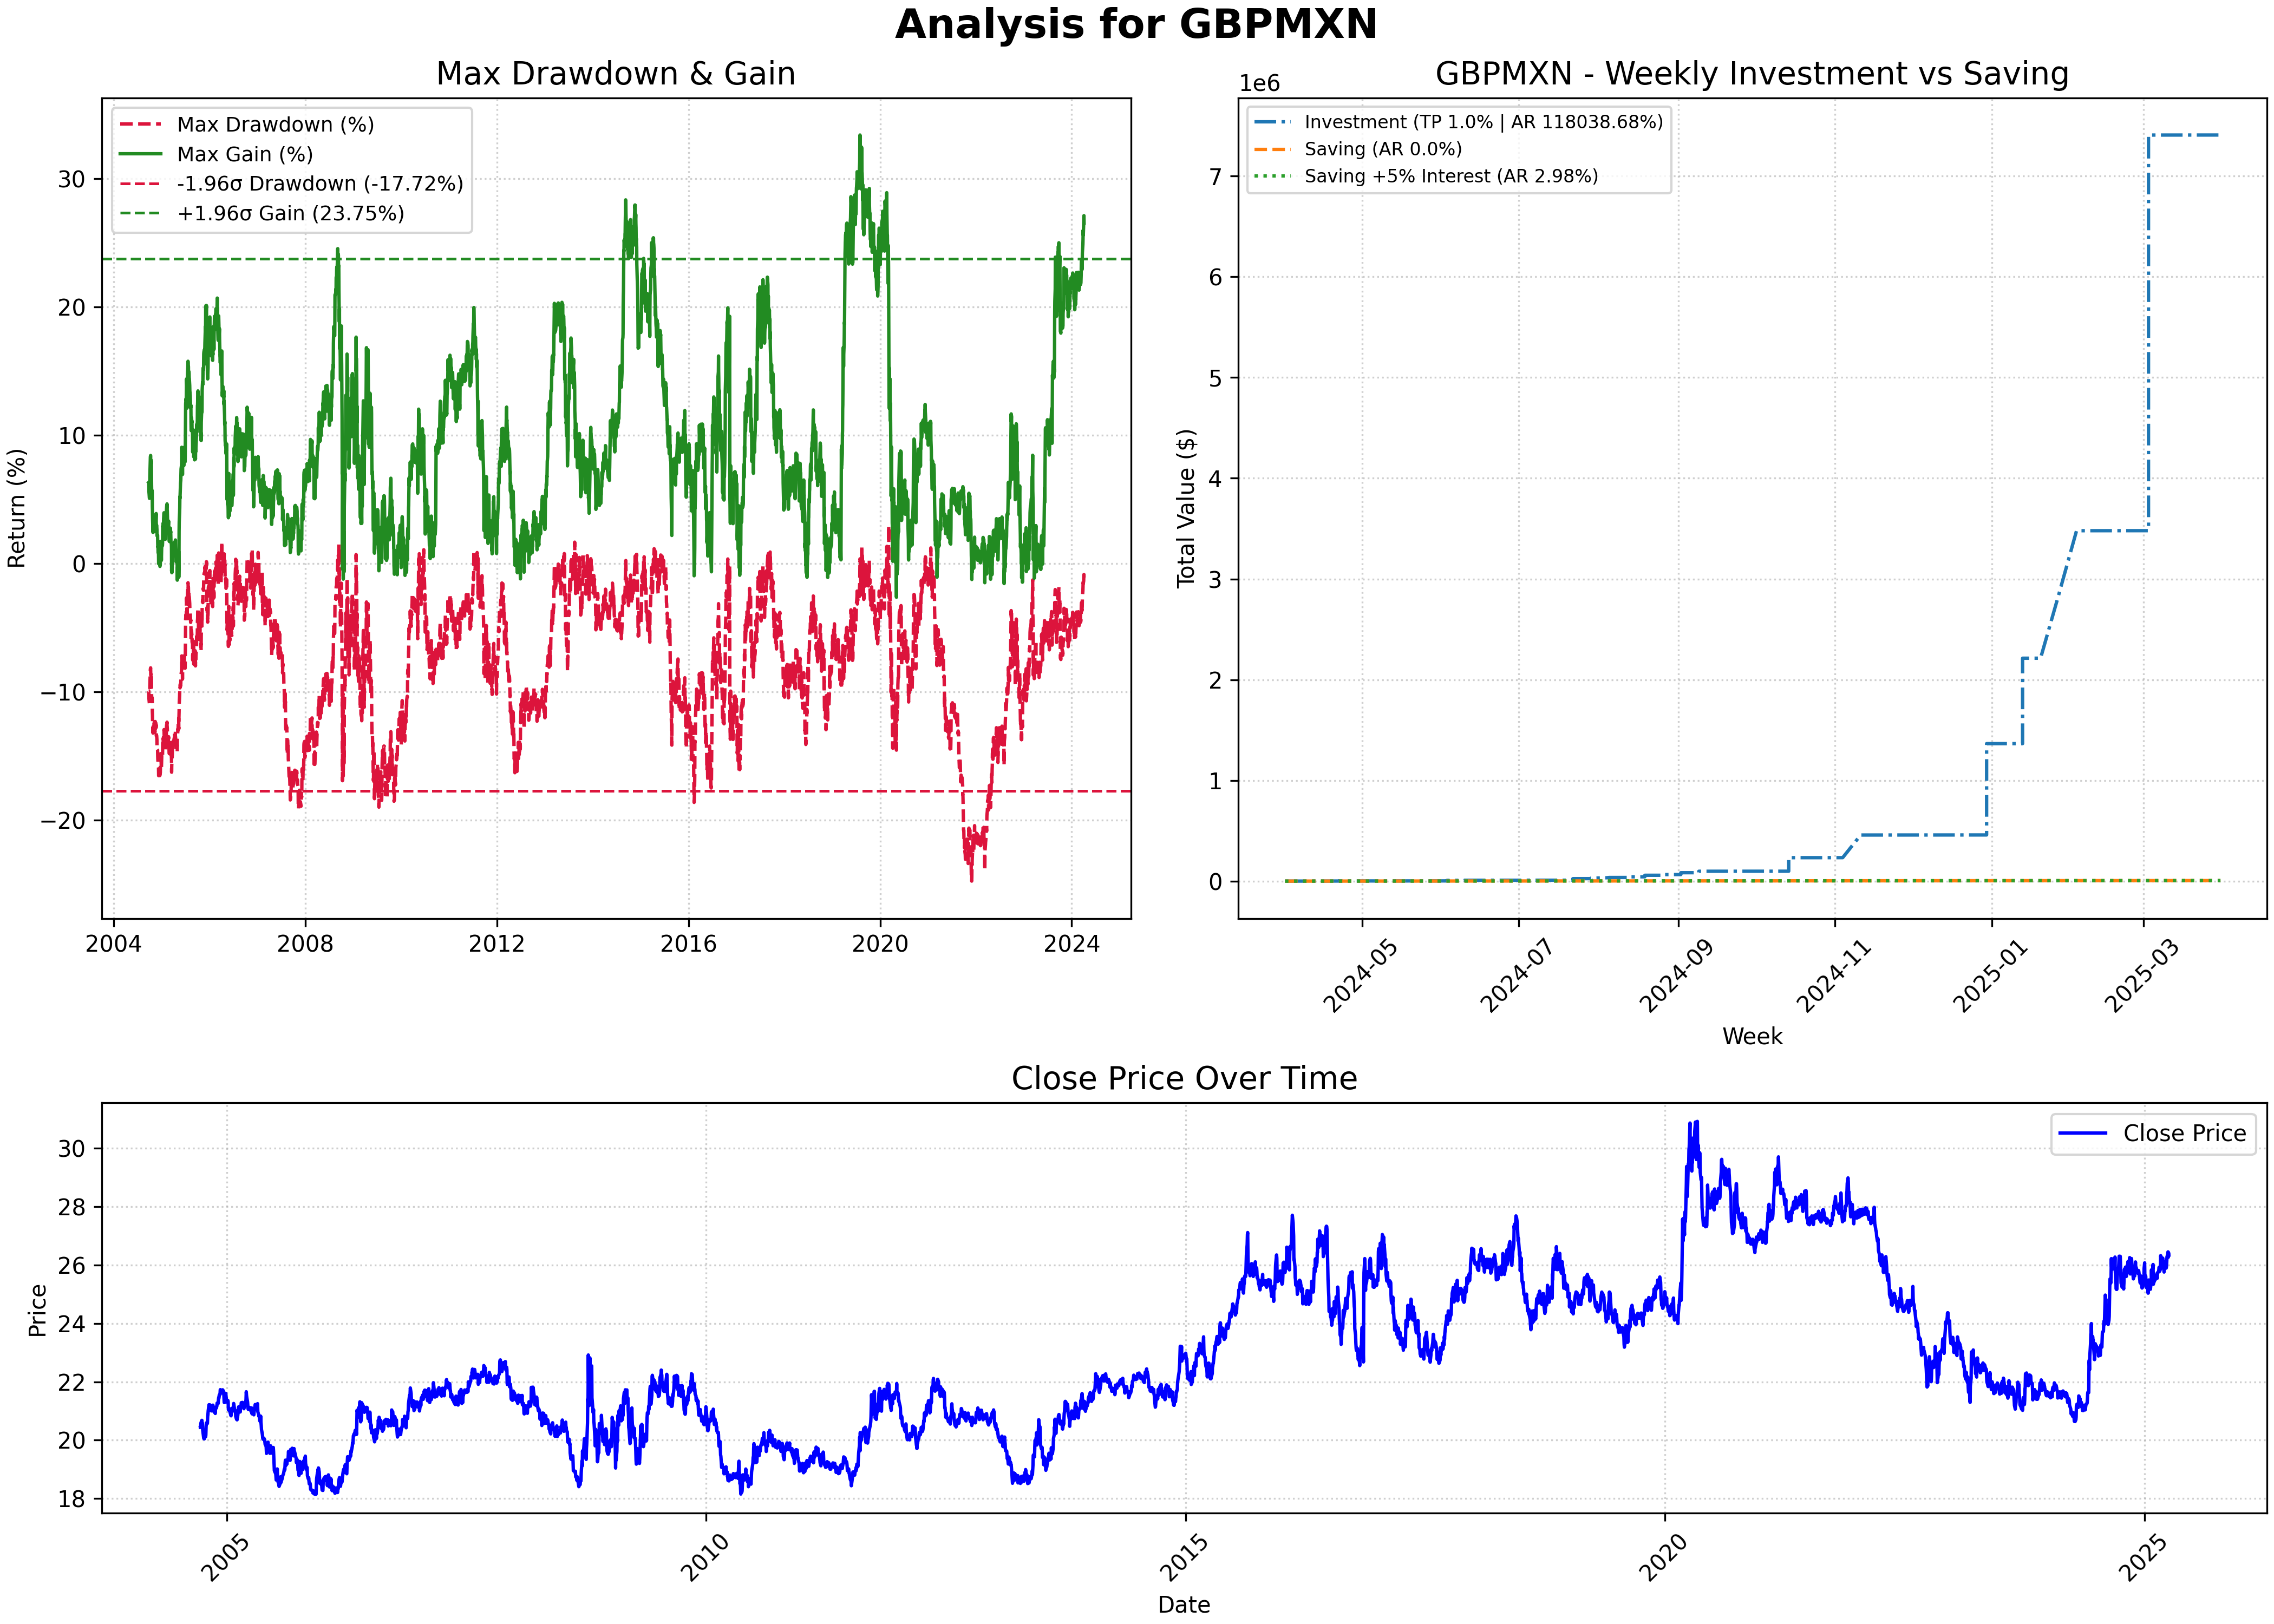 Analysis for GBPMXN
Max Drawdown & Gain
Max Drawdown (%)
Max Gain (%)
-1.96σ Drawdown (-17.72%)
+1.96σ Gain (23.75%)
Return (%)
30
20
10
0
−10
−20
2004
2008
2012
2016
2020
2024
GBPMXN - Weekly Investment vs Saving
1e6
Investment (TP 1.0% | AR 118038.68%)
Saving (AR 0.0%)
Saving +5% Interest (AR 2.98%)
Total Value ($)
7
6
5
4
3
2
1
0
2024-05
2024-07
2024-09
2024-11
2025-01
2025-03
Week
Close Price Over Time
Close Price
Price
30
28
26
24
22
20
18
2005
2010
2015
2020
2025
Date